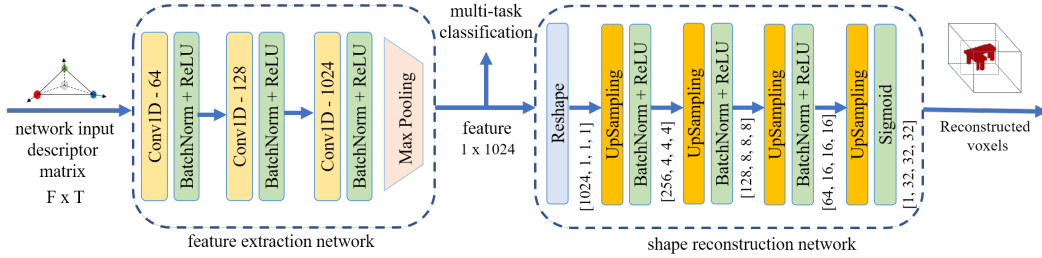 network input
descriptor
matrix
F x T
Conv1D - 64
BatchNorm + ReLU
Conv1D - 128
BatchNorm + ReLU
Conv1D - 1024
BatchNorm + ReLU
Max Pooling
feature extraction network
multi-task
classification
feature
1 x 1024
Reshape
[1024, 1, 1, 1]
UpSampling
BatchNorm + ReLU
[256, 4, 4, 4]
UpSampling
BatchNorm + ReLU
[128, 8, 8, 8]
UpSampling
BatchNorm + ReLU
[64, 16, 16, 16]
UpSampling
Sigmoid
[1, 32, 32, 32]
shape reconstruction network
Reconstructed
voxels